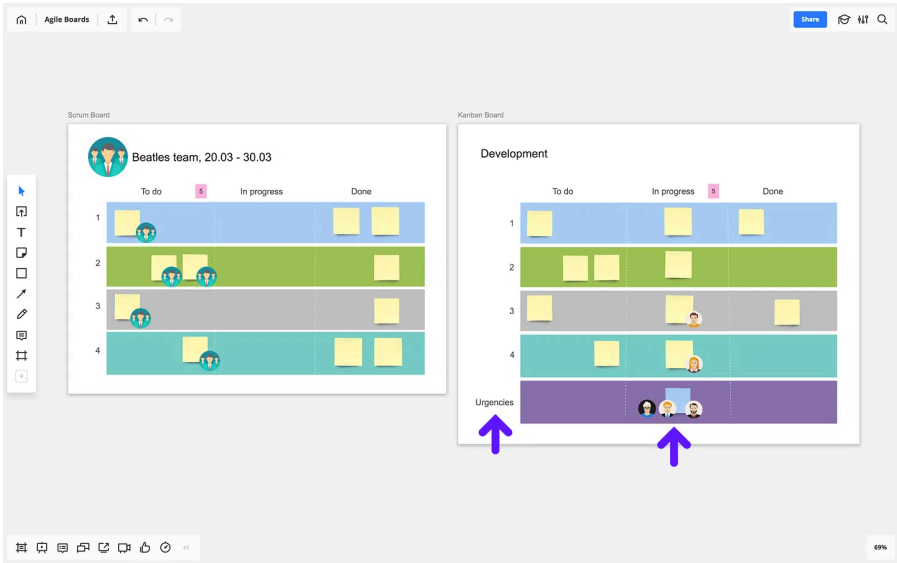 Agile Boards
Share
Scrum Board
Kanban Board
Beatles team, 20.03 - 30.03
Development
To do
5
In progress
Done
To do
In progress
5
Done
1
2
3
4
1
2
3
4
Urgencies
69%